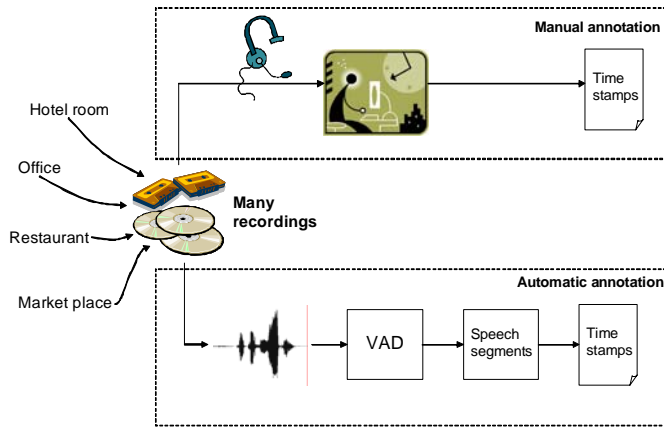 Manual annotation
Time
stamps
Hotel room
Office
Many
recordings
Restaurant
Market place
Automatic annotation
VAD
Speech
segments
Time
stamps